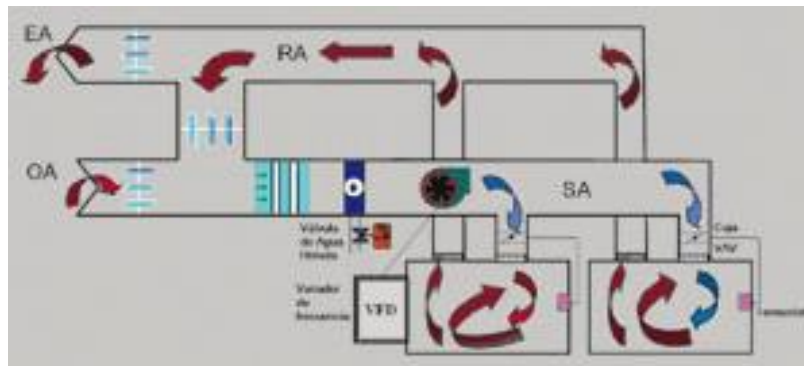 EA
RA
OA
SA
Válvula
de Agua
Helada
Caja
VAV
Variador
de
frecuencia
VFD